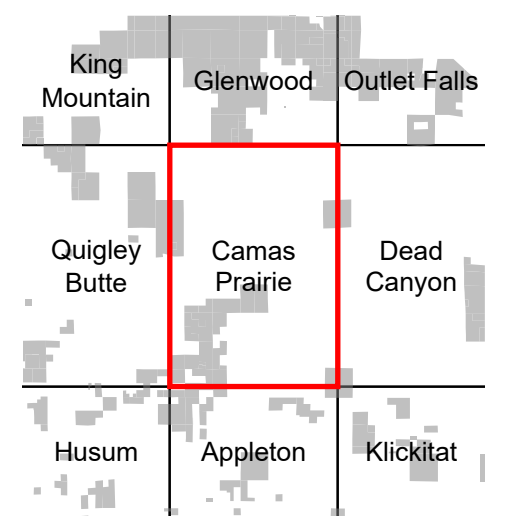 King
Mountain
Glenwood
Outlet Falls
Quigley
Butte
Camas
Prairie
Dead
Canyon
Husum
Appleton
Klickitat